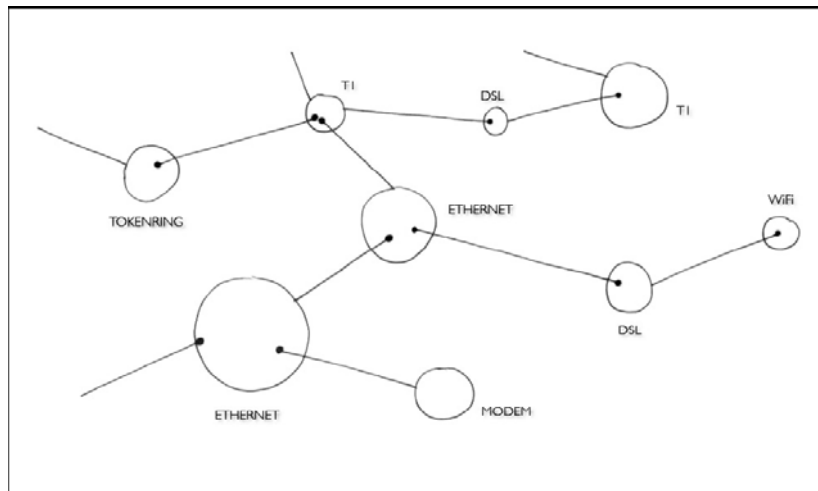 T1
DSL
T1
TOKENRING
ETHERNET
WiFi
DSL
ETHERNET
MODEM